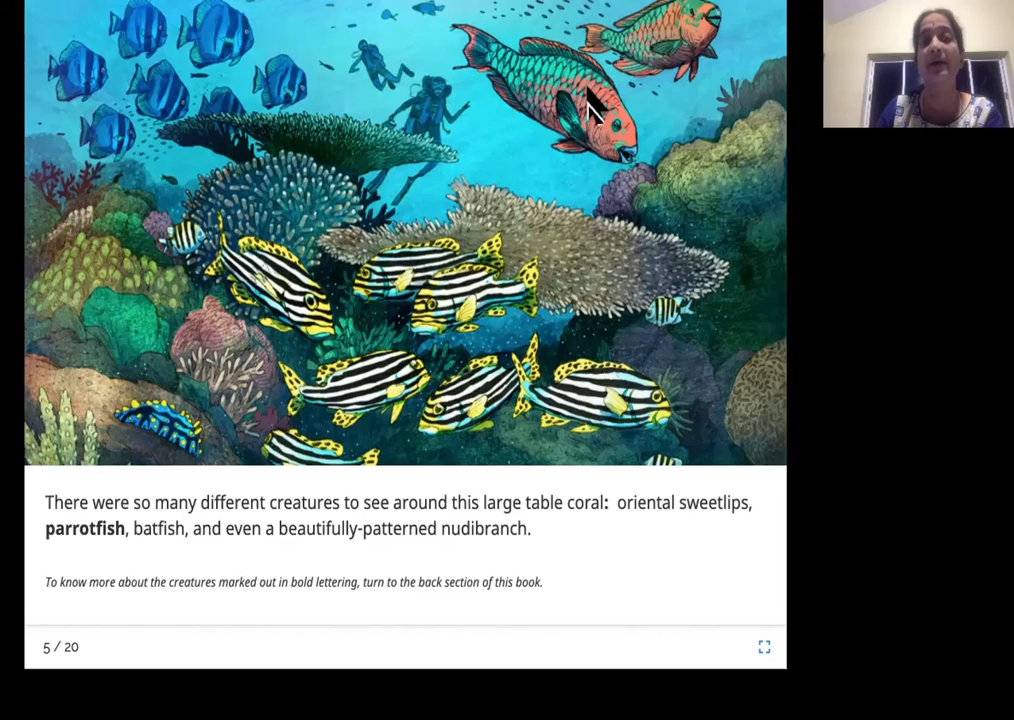 There were so many different creatures to see around this large table coral: oriental sweetlips,
parrotfish, batfish, and even a beautifully-patterned nudibranch.
To know more about the creatures marked out in bold lettering, turn to the back section of this book.
5 / 20